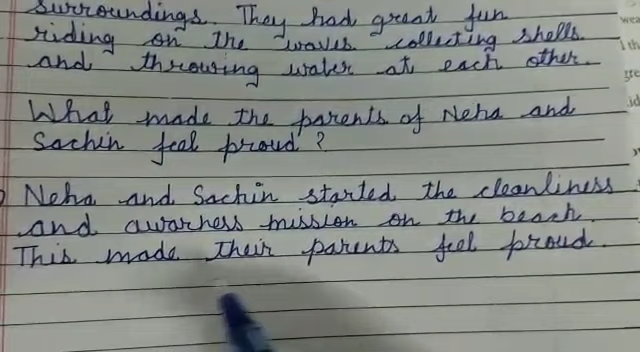 surroundings. They had great fun
riding on the waves collecting shells
and throwing water at each other.
What made the parents of Neha and
Sachin feel proud ?
Neha and Sachin started the cleanliness
and awarness mission on the beach.
This made their parents feel proud.